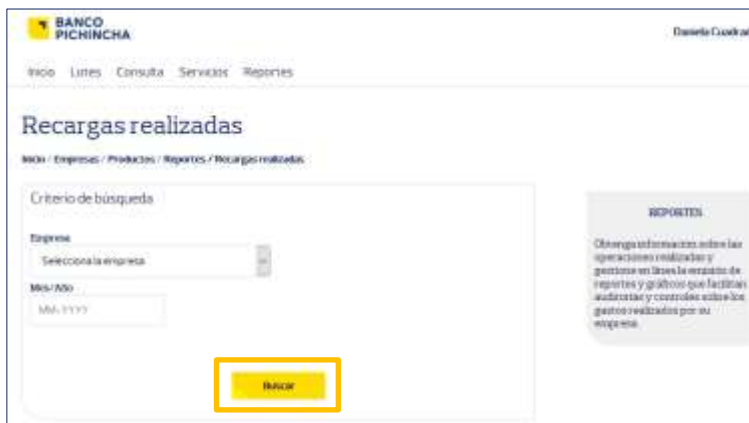 BANCO
PICHINCHA
Daniela Cuadrad
Inicio Lotes Consulta Servicios Reportes
Recargas realizadas
Inicio / Empresas / Productos / Reportes / Recargas realizadas
Criterio de búsqueda
Empresa
Selecciona la empresa
Mes/Año
MM-YYYY
Buscar
REPORTES
Obtenga información sobre las
operaciones realizadas y
gestione en línea la emisión de
reportes y gráficos que facilitan
auditorías y controles sobre los
gastos realizados por su
empresa.